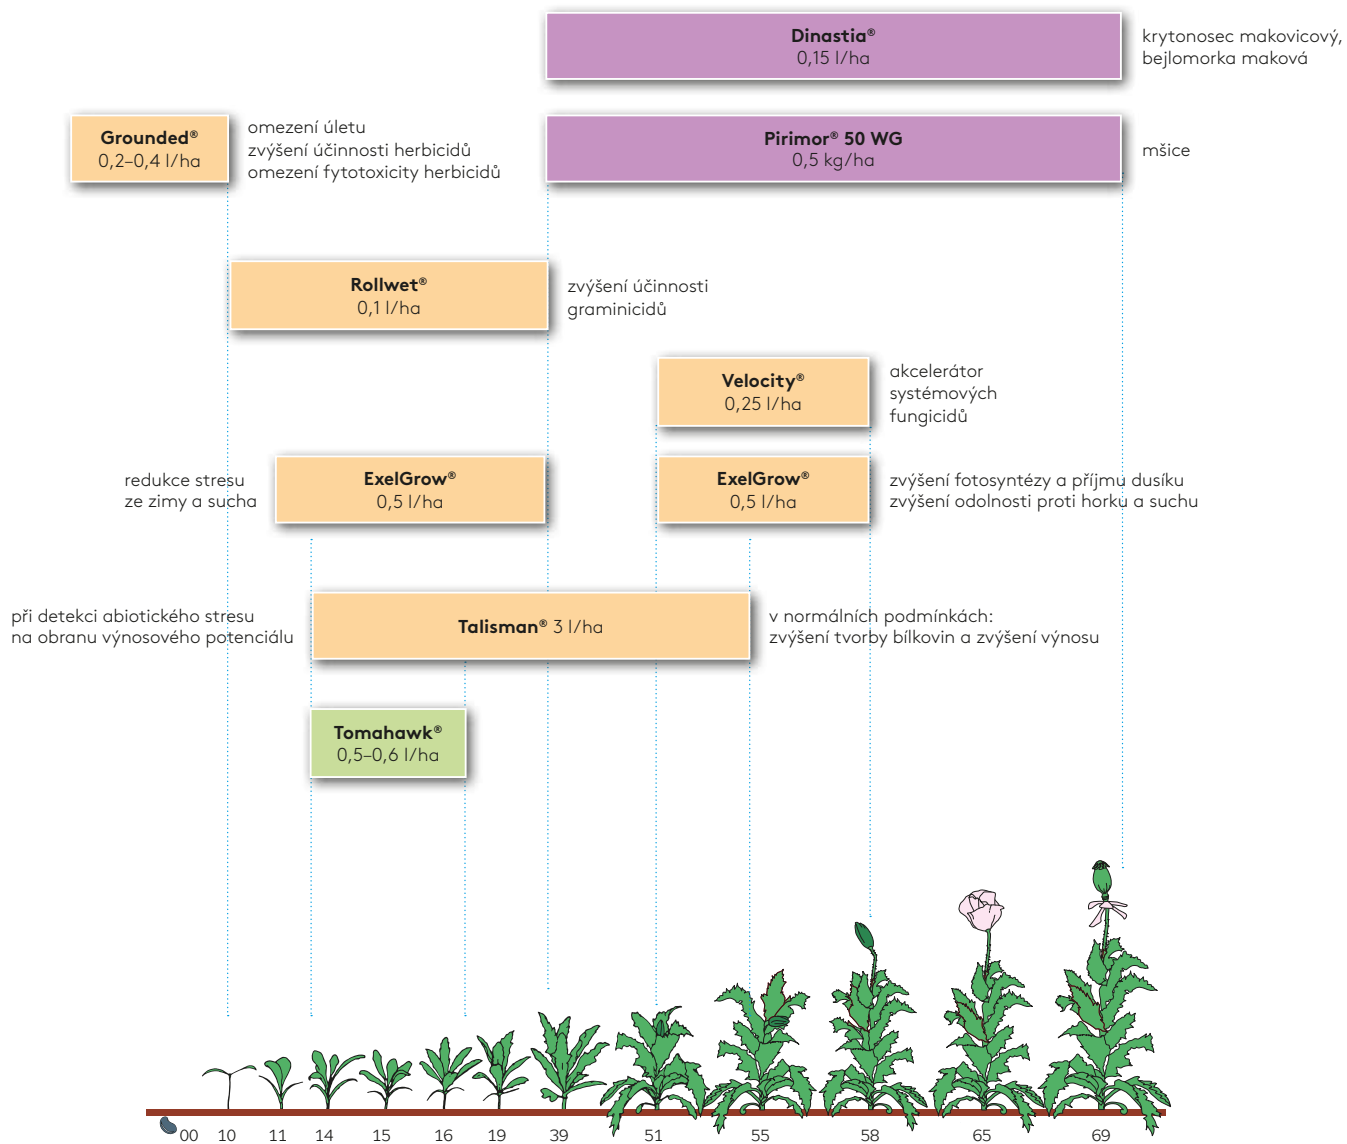 Dinastia®
0,15 l/ha
krytonosec makovicový,
bejlomorka maková
Grounded®
0,2–0,4 l/ha
omezení úletu
zvýšení účinnosti herbicidů
omezení fytotoxicity herbicidů
Pirimor® 50 WG
0,5 kg/ha
mšice
Rollwet®
0,1 l/ha
zvýšení účinnosti
graminicidů
Velocity®
0,25 l/ha
akcelerátor
systémových
fungicidů
redukce stresu
ze zimy a sucha
ExelGrow®
0,5 l/ha
ExelGrow®
0,5 l/ha
zvýšení fotosyntézy a příjmu dusíku
zvýšení odolnosti proti horku a suchu
při detekci abiotického stresu
na obranu výnosového potenciálu
Talisman® 3 l/ha
v normálních podmínkách:
zvýšení tvorby bílkovin a zvýšení výnosu
Tomahawk®
0,5–0,6 l/ha
00 10 11 14 15 16 19 39 51 55 58 65 69